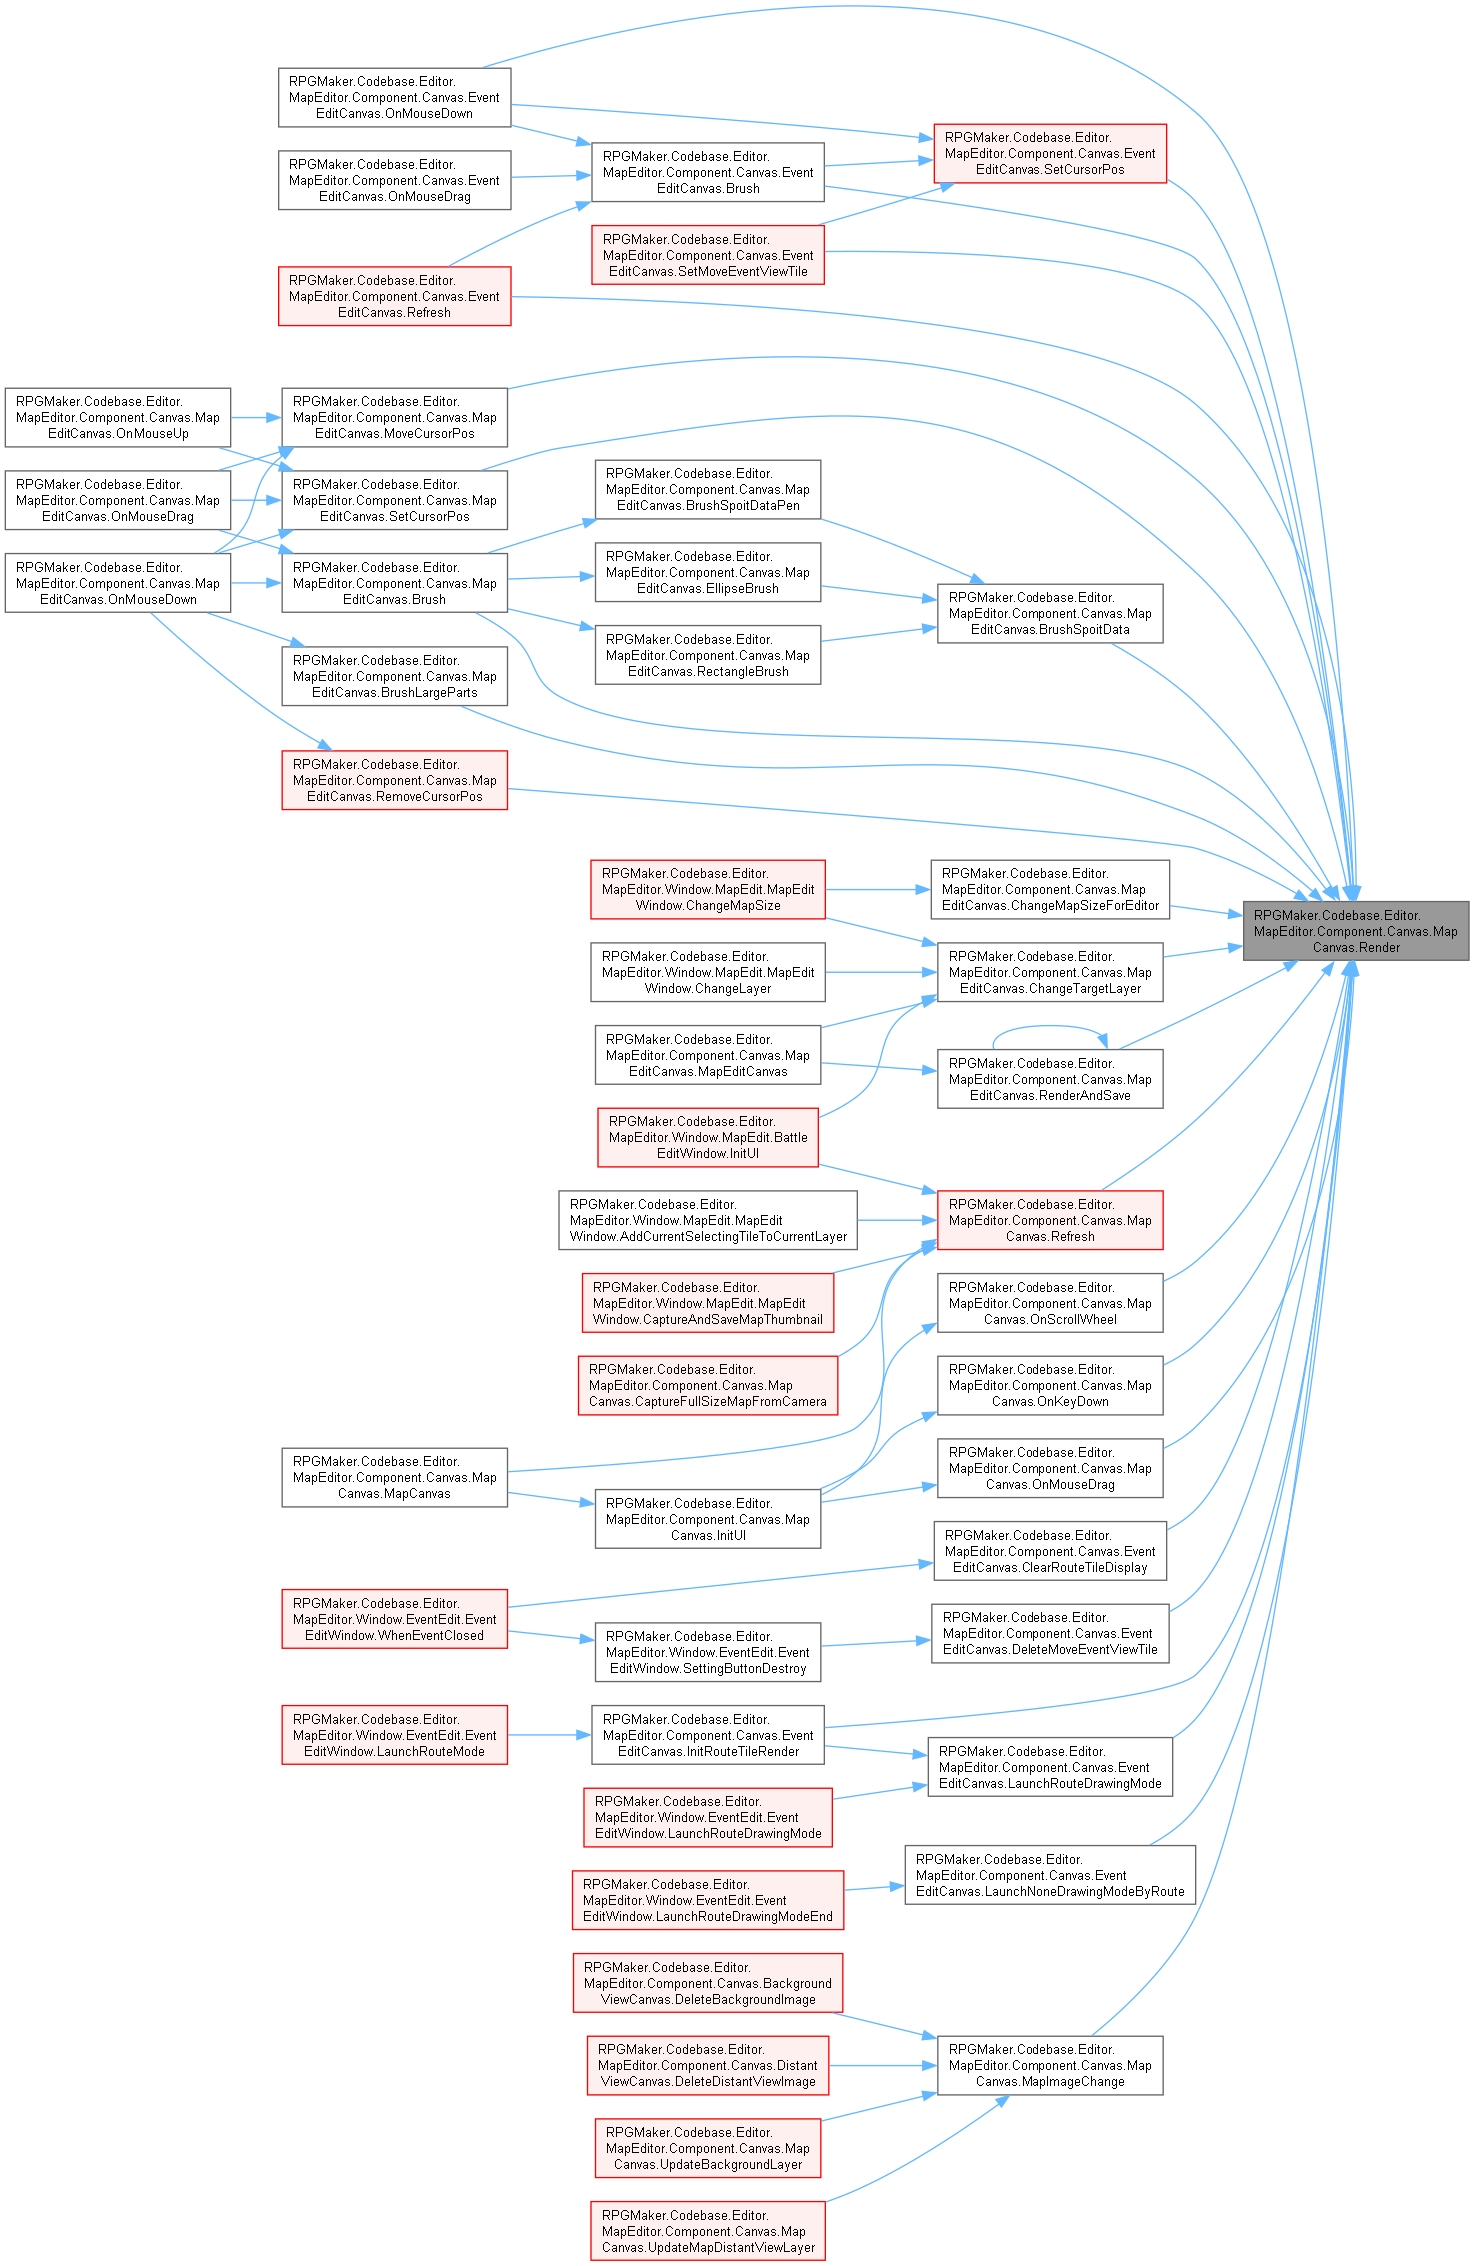 RPGMaker.Codebase.Editor.
MapEditor.Component.Canvas.Event
EditCanvas.OnMouseDown
RPGMaker.Codebase.Editor.
MapEditor.Component.Canvas.Event
EditCanvas.SetCursorPos
RPGMaker.Codebase.Editor.
MapEditor.Component.Canvas.Event
EditCanvas.Brush
RPGMaker.Codebase.Editor.
MapEditor.Component.Canvas.Event
EditCanvas.OnMouseDrag
RPGMaker.Codebase.Editor.
MapEditor.Component.Canvas.Event
EditCanvas.SetMoveEventViewTile
RPGMaker.Codebase.Editor.
MapEditor.Component.Canvas.Event
EditCanvas.Refresh
RPGMaker.Codebase.Editor.
MapEditor.Component.Canvas.Map
EditCanvas.OnMouseUp
RPGMaker.Codebase.Editor.
MapEditor.Component.Canvas.Map
EditCanvas.MoveCursorPos
RPGMaker.Codebase.Editor.
MapEditor.Component.Canvas.Map
EditCanvas.BrushSpoitDataPen
RPGMaker.Codebase.Editor.
MapEditor.Component.Canvas.Map
EditCanvas.OnMouseDrag
RPGMaker.Codebase.Editor.
MapEditor.Component.Canvas.Map
EditCanvas.SetCursorPos
RPGMaker.Codebase.Editor.
MapEditor.Component.Canvas.Map
EditCanvas.EllipseBrush
RPGMaker.Codebase.Editor.
MapEditor.Component.Canvas.Map
EditCanvas.OnMouseDown
RPGMaker.Codebase.Editor.
MapEditor.Component.Canvas.Map
EditCanvas.Brush
RPGMaker.Codebase.Editor.
MapEditor.Component.Canvas.Map
EditCanvas.BrushSpoitData
RPGMaker.Codebase.Editor.
MapEditor.Component.Canvas.Map
EditCanvas.RectangleBrush
RPGMaker.Codebase.Editor.
MapEditor.Component.Canvas.Map
EditCanvas.BrushLargeParts
RPGMaker.Codebase.Editor.
MapEditor.Component.Canvas.Map
EditCanvas.RemoveCursorPos
RPGMaker.Codebase.Editor.
MapEditor.Window.MapEdit.MapEdit
Window.ChangeMapSize
RPGMaker.Codebase.Editor.
MapEditor.Component.Canvas.Map
EditCanvas.ChangeMapSizeForEditor
RPGMaker.Codebase.Editor.
MapEditor.Component.Canvas.Map
Canvas.Render
RPGMaker.Codebase.Editor.
MapEditor.Window.MapEdit.MapEdit
Window.ChangeLayer
RPGMaker.Codebase.Editor.
MapEditor.Component.Canvas.Map
EditCanvas.ChangeTargetLayer
RPGMaker.Codebase.Editor.
MapEditor.Component.Canvas.Map
EditCanvas.MapEditCanvas
RPGMaker.Codebase.Editor.
MapEditor.Component.Canvas.Map
EditCanvas.RenderAndSave
RPGMaker.Codebase.Editor.
MapEditor.Window.MapEdit.Battle
EditWindow.InitUI
RPGMaker.Codebase.Editor.
MapEditor.Window.MapEdit.MapEdit
Window.AddCurrentSelectingTileToCurrentLayer
RPGMaker.Codebase.Editor.
MapEditor.Component.Canvas.Map
Canvas.Refresh
RPGMaker.Codebase.Editor.
MapEditor.Window.MapEdit.MapEdit
Window.CaptureAndSaveMapThumbnail
RPGMaker.Codebase.Editor.
MapEditor.Component.Canvas.Map
Canvas.OnScrollWheel
RPGMaker.Codebase.Editor.
MapEditor.Component.Canvas.Map
Canvas.CaptureFullSizeMapFromCamera
RPGMaker.Codebase.Editor.
MapEditor.Component.Canvas.Map
Canvas.OnKeyDown
RPGMaker.Codebase.Editor.
MapEditor.Component.Canvas.Map
Canvas.MapCanvas
RPGMaker.Codebase.Editor.
MapEditor.Component.Canvas.Map
Canvas.OnMouseDrag
RPGMaker.Codebase.Editor.
MapEditor.Component.Canvas.Map
Canvas.InitUI
RPGMaker.Codebase.Editor.
MapEditor.Component.Canvas.Event
EditCanvas.ClearRouteTileDisplay
RPGMaker.Codebase.Editor.
MapEditor.Window.EventEdit.Event
EditWindow.WhenEventClosed
RPGMaker.Codebase.Editor.
MapEditor.Window.EventEdit.Event
EditWindow.SettingButtonDestroy
RPGMaker.Codebase.Editor.
MapEditor.Component.Canvas.Event
EditCanvas.DeleteMoveEventViewTile
RPGMaker.Codebase.Editor.
MapEditor.Window.EventEdit.Event
EditWindow.LaunchRouteMode
RPGMaker.Codebase.Editor.
MapEditor.Component.Canvas.Event
EditCanvas.InitRouteTileRender
RPGMaker.Codebase.Editor.
MapEditor.Component.Canvas.Event
EditCanvas.LaunchRouteDrawingMode
RPGMaker.Codebase.Editor.
MapEditor.Window.EventEdit.Event
EditWindow.LaunchRouteDrawingMode
RPGMaker.Codebase.Editor.
MapEditor.Component.Canvas.Event
EditCanvas.LaunchNoneDrawingModeByRoute
RPGMaker.Codebase.Editor.
MapEditor.Window.EventEdit.Event
EditWindow.LaunchRouteDrawingModeEnd
RPGMaker.Codebase.Editor.
MapEditor.Component.Canvas.Background
ViewCanvas.DeleteBackgroundImage
RPGMaker.Codebase.Editor.
MapEditor.Component.Canvas.Distant
ViewCanvas.DeleteDistantViewImage
RPGMaker.Codebase.Editor.
MapEditor.Component.Canvas.Map
Canvas.MapImageChange
RPGMaker.Codebase.Editor.
MapEditor.Component.Canvas.Map
Canvas.UpdateBackgroundLayer
RPGMaker.Codebase.Editor.
MapEditor.Component.Canvas.Map
Canvas.UpdateMapDistantViewLayer